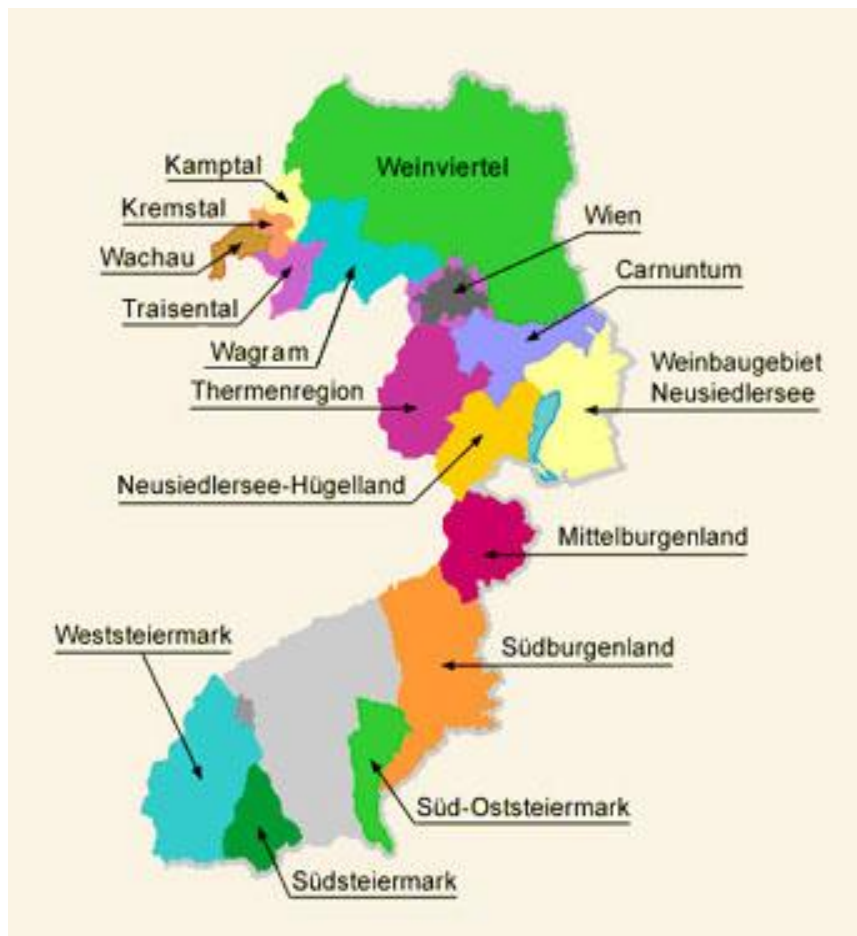 Kamptal
Weinviertel
Kremstal
Wien
Wachau
Carnuntum
Traisental
Wagram
Weinbaugebiet
Neusiedlersee
Thermenregion
Neusiedlersee-Hügelland
Mittelburgenland
Weststeiermark
Südburgenland
Süd-Oststeiermark
Südsteiermark